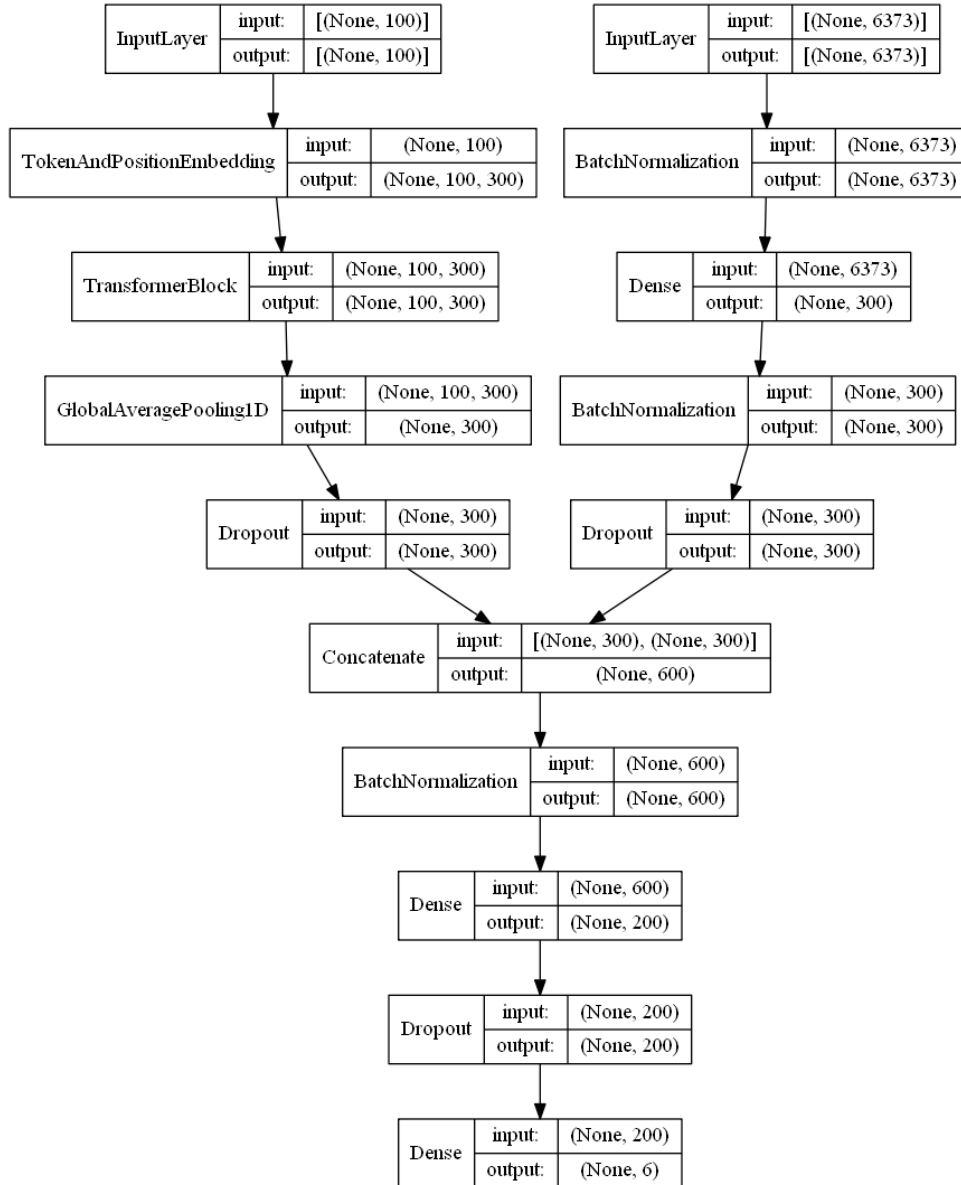 InputLayer
input: [(None, 100)]
output: [(None, 100)]
InputLayer
input: [(None, 6373)]
output: [(None, 6373)]
TokenAndPositionEmbedding
input: (None, 100)
output: (None, 100, 300)
BatchNormalization
input: (None, 6373)
output: (None, 6373)
TransformerBlock
input: (None, 100, 300)
output: (None, 100, 300)
Dense
input: (None, 6373)
output: (None, 300)
GlobalAveragePooling1D
input: (None, 100, 300)
output: (None, 300)
BatchNormalization
input: (None, 300)
output: (None, 300)
Dropout
input: (None, 300)
output: (None, 300)
Dropout
input: (None, 300)
output: (None, 300)
Concatenate
input: [(None, 300), (None, 300)]
output: (None, 600)
BatchNormalization
input: (None, 600)
output: (None, 600)
Dense
input: (None, 600)
output: (None, 200)
Dropout
input: (None, 200)
output: (None, 200)
Dense
input: (None, 200)
output: (None, 6)